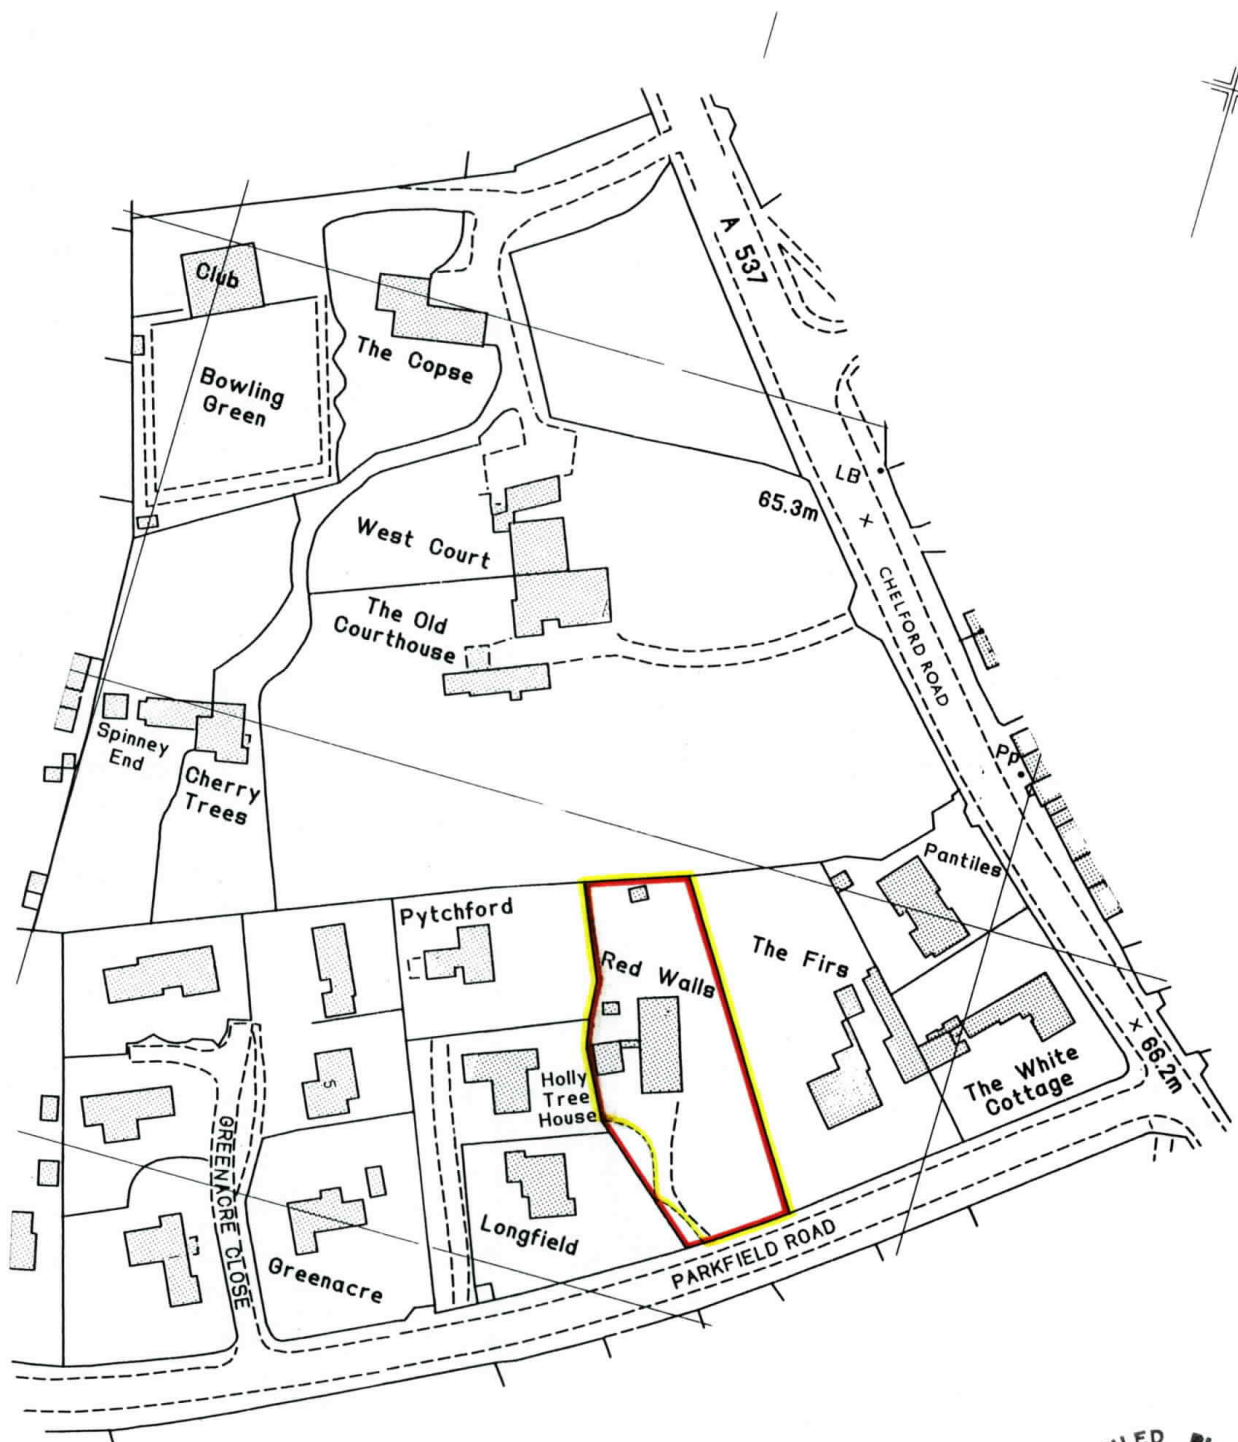 A 537
Club
The Copse
Bowling
Green
LB
65.3m
West Court
CHELFORD ROAD
The Old
Courthouse
Spinney
End
PP
Cherry
Trees
Pantiles
Pytchford
The Firs
Red Walls
66.2m
The White
Cottage
Holly
Tree
House
5
GREENACRE CLOSE
Longfield
PARKFIELD ROAD
Greenacre